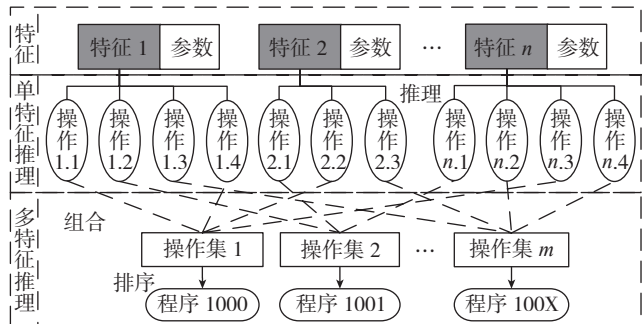 特征
特征 1 参数 特征 2 参数 … 特征 n 参数
单特征推理
推理
操作 1.1 操作 1.2 操作 1.3 操作 1.4 操作 2.1 操作 2.2 操作 2.3 操作 n.1 操作 n.2 操作 n.3 操作 n.4
多特征推理
组合
操作集 1 操作集 2 … 操作集 m
排序
程序 1000 程序 1001 程序 100X